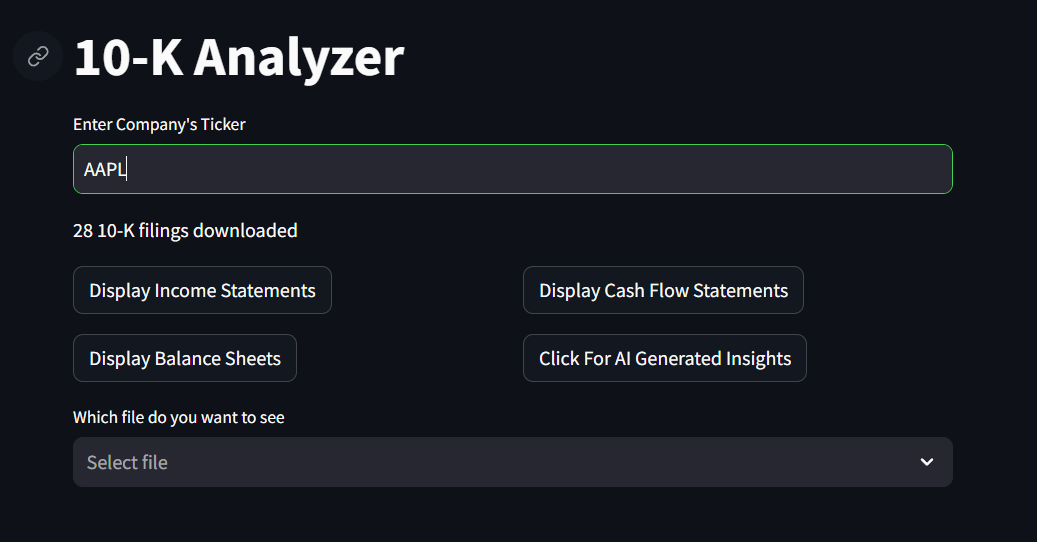 10-K Analyzer
Enter Company's Ticker
AAPL
28 10-K filings downloaded
Display Income Statements
Display Cash Flow Statements
Display Balance Sheets
Click For AI Generated Insights
Which file do you want to see
Select file